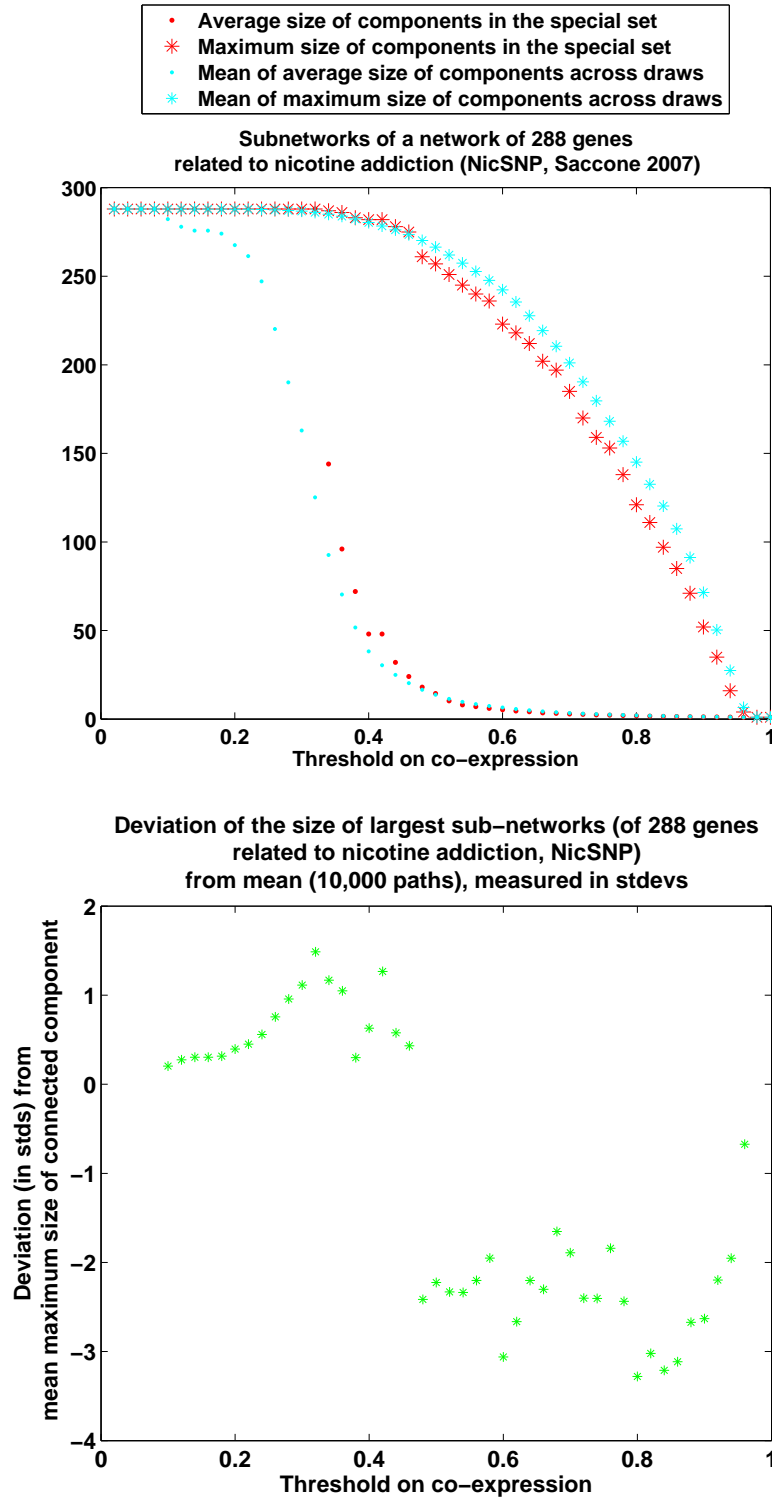 Average size of components in the special set
Maximum size of components in the special set
Mean of average size of components across draws
Mean of maximum size of components across draws
Subnetworks of a network of 288 genes
related to nicotine addiction (NicSNP, Saccone 2007)
300
250
200
150
100
50
0
0
0.2
0.4
0.6
0.8
1
Threshold on co−expression
Deviation of the size of largest sub−networks (of 288 genes
related to nicotine addiction, NicSNP)
from mean (10,000 paths), measured in stdevs
Deviation (in stds) from
mean maximum size of connected component
2
1
0
−1
−2
−3
−4
0
0.2
0.4
0.6
0.8
1
Threshold on co−expression